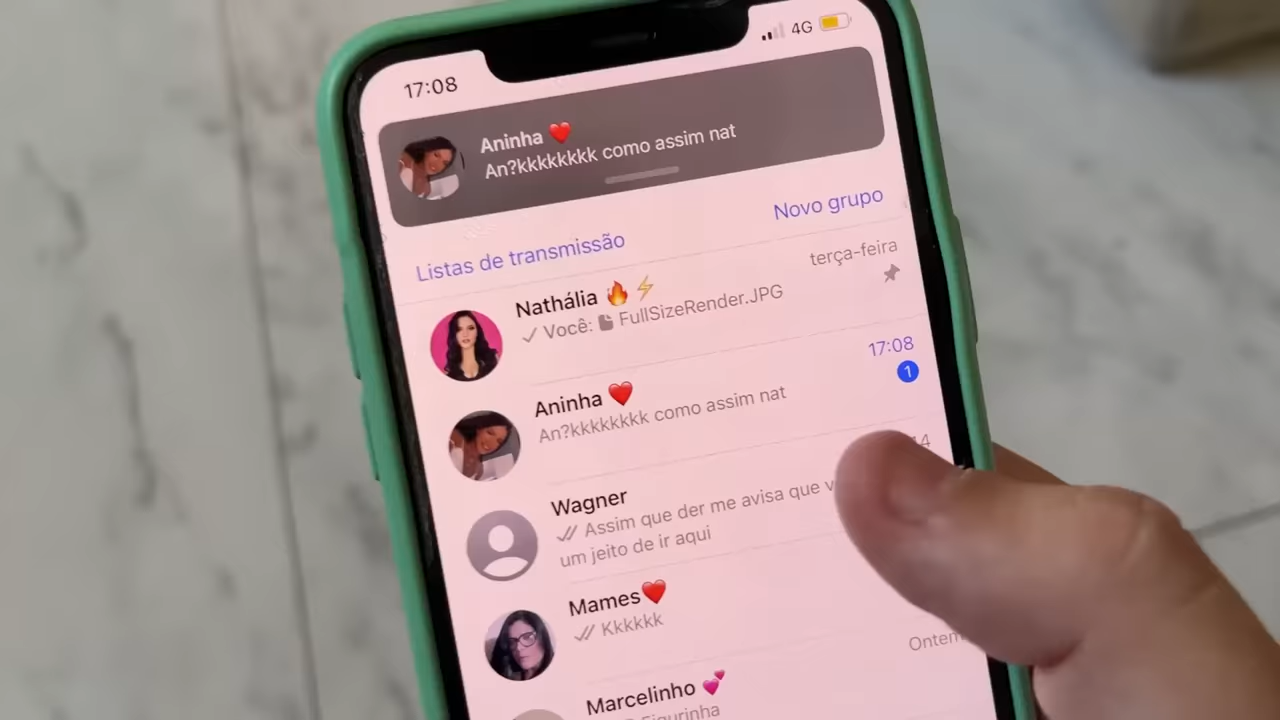 17:08
4G
Aninha ❤️
An?kkkkkkkk como assim nat
Listas de transmissão
Novo grupo
Nathália 🔥⚡
terça-feira
Você: FullSizeRender.JPG
Aninha ❤️
17:08
An?kkkkkkkk como assim nat
1
Wagner
Assim que der me avisa que
um jeito de ir aqui
Mames❤️
Kkkkkk
Ontem
Marcelinho 💕
Figurinha